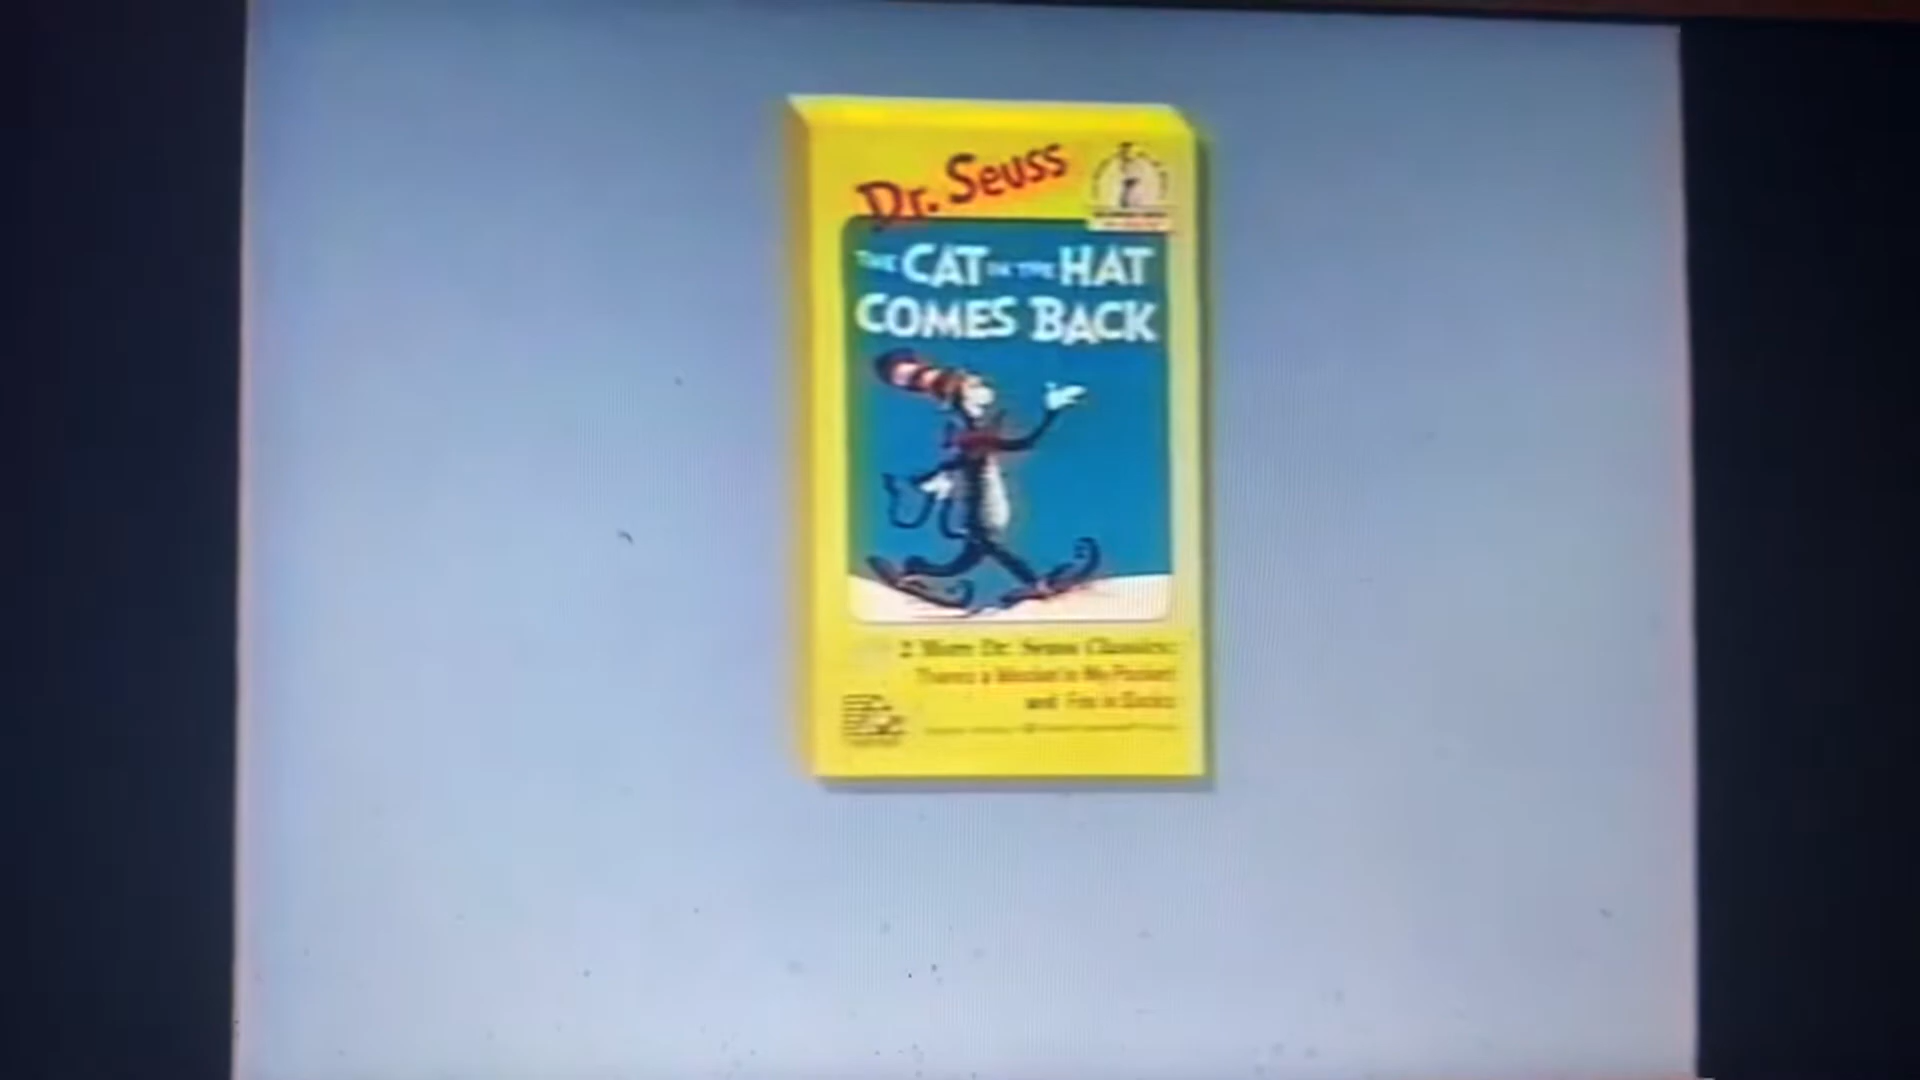 Dr. Seuss
THE CAT IN THE HAT
COMES BACK
2 More Dr. Seuss Classics:
There's a Wocket in My Pocket!
and Fox in Socks